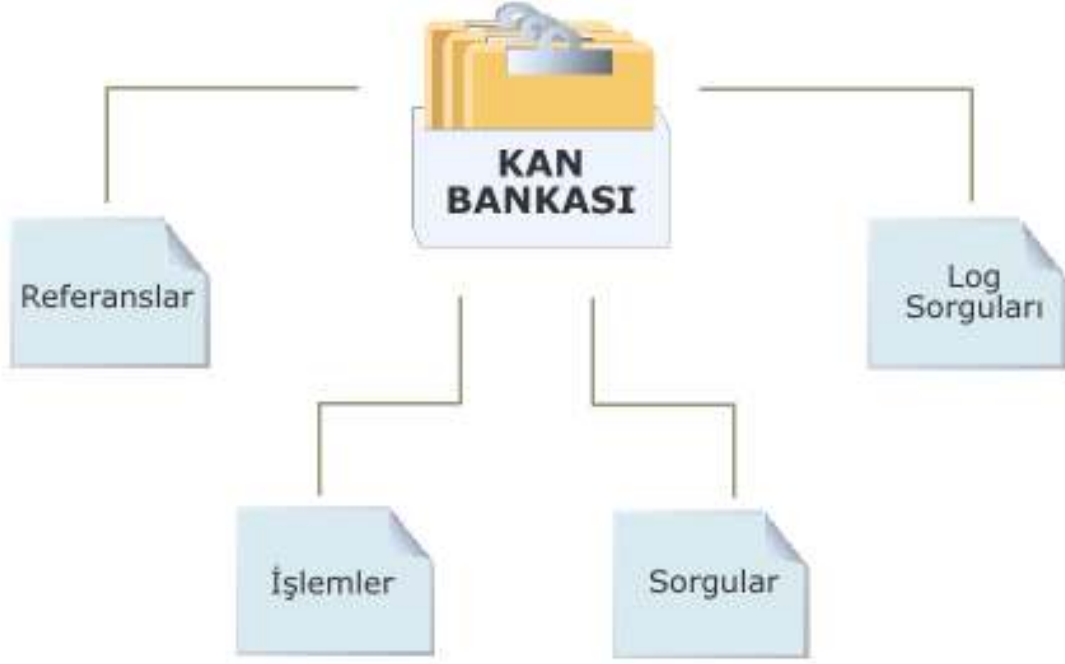 KAN
BANKASI
Referanslar
Log
Sorguları
İşlemler
Sorgular